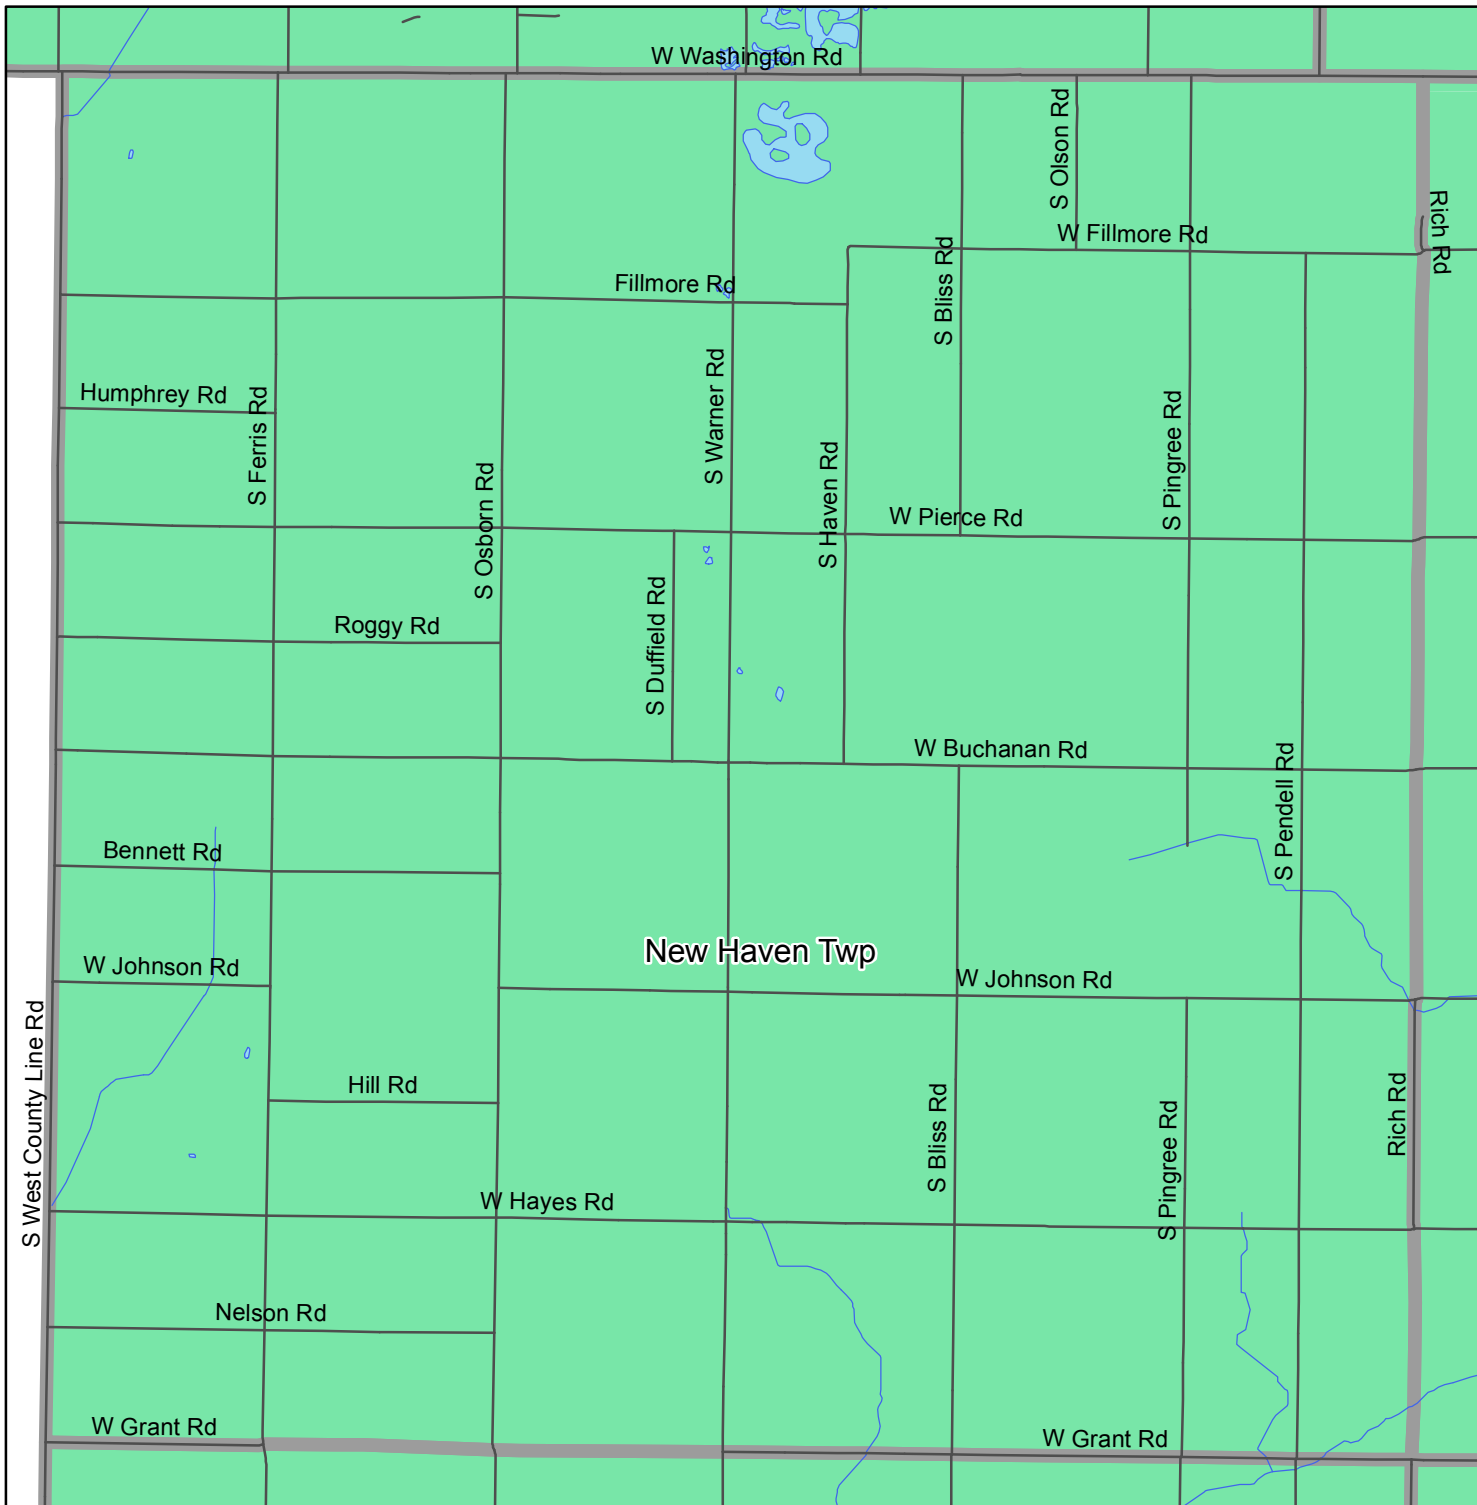 W Washington Rd
S Olson Rd
Rich Rd
W Fillmore Rd
S Bliss Rd
Fillmore Rd
S Warner Rd
Humphrey Rd
S Ferris Rd
S Pingree Rd
S Haven Rd
S Osborn Rd
W Pierce Rd
S Duffield Rd
Roggy Rd
W Buchanan Rd
S Pendell Rd
Bennett Rd
New Haven Twp
W Johnson Rd
W Johnson Rd
S West County Line Rd
Hill Rd
S Bliss Rd
S Pingree Rd
Rich Rd
W Hayes Rd
Nelson Rd
W Grant Rd
W Grant Rd